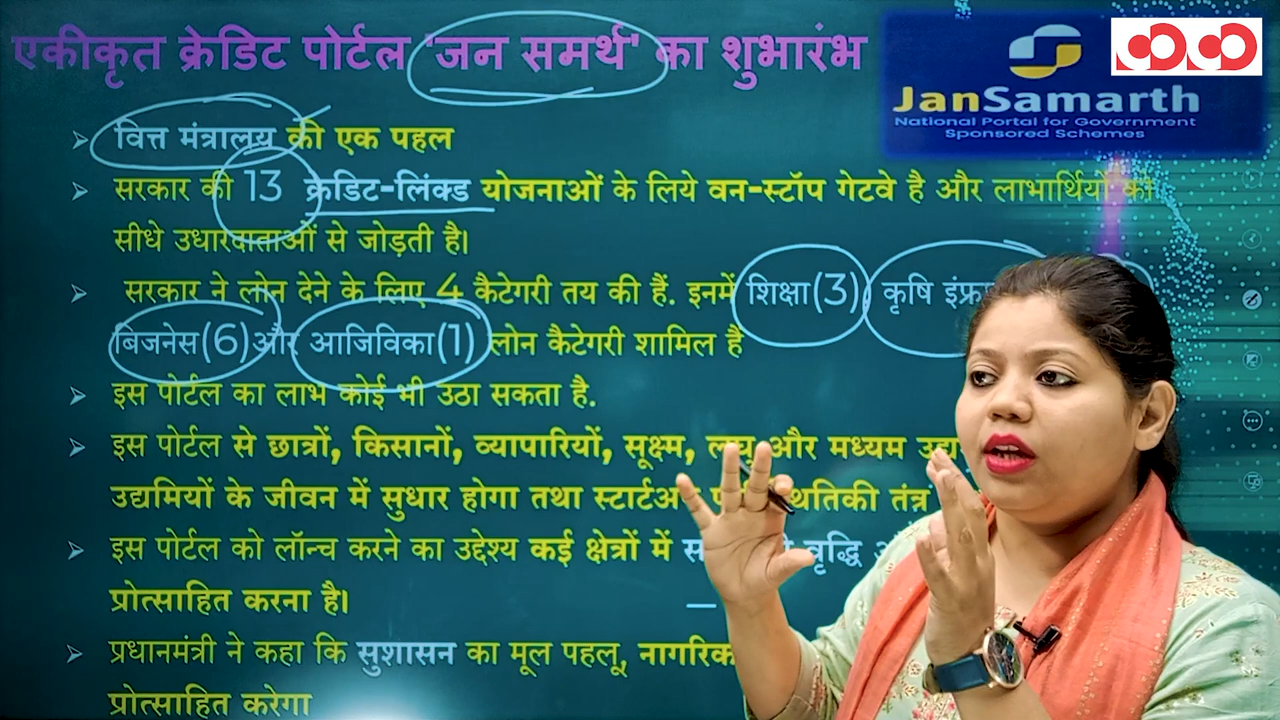 एकीकृत क्रेडिट पोर्टल 'जन समर्थ' का शुभारंभ
JanSamarth
National Portal for Government
Sponsored Schemes
➢ वित्त मंत्रालय की एक पहल
➢ सरकार की 13 क्रेडिट-लिंक्ड योजनाओं के लिये वन-स्टॉप गेटवे है और लाभार्थियों को
सीधे उधारदाताओं से जोड़ती है।
➢ सरकार ने लोन देने के लिए 4 कैटेगरी तय की हैं. इनमें शिक्षा(3) कृषि
बिजनेस(6)और आजिविका(1) लोन कैटेगरी शामिल है
➢ इस पोर्टल का लाभ कोई भी उठा सकता है.
➢ इस पोर्टल से छात्रों, किसानों, व्यापारियों, सूक्ष्म, लघु और मध्यम
उद्यमियों के जीवन में सुधार होगा तथा तंत्र
➢ इस पोर्टल को लॉन्च करने का उद्देश्य कई क्षेत्रों में वृद्धि
प्रोत्साहित करना है।
➢ प्रधानमंत्री ने कहा कि सुशासन का मूल पहलू,
प्रोत्साहित करेगा